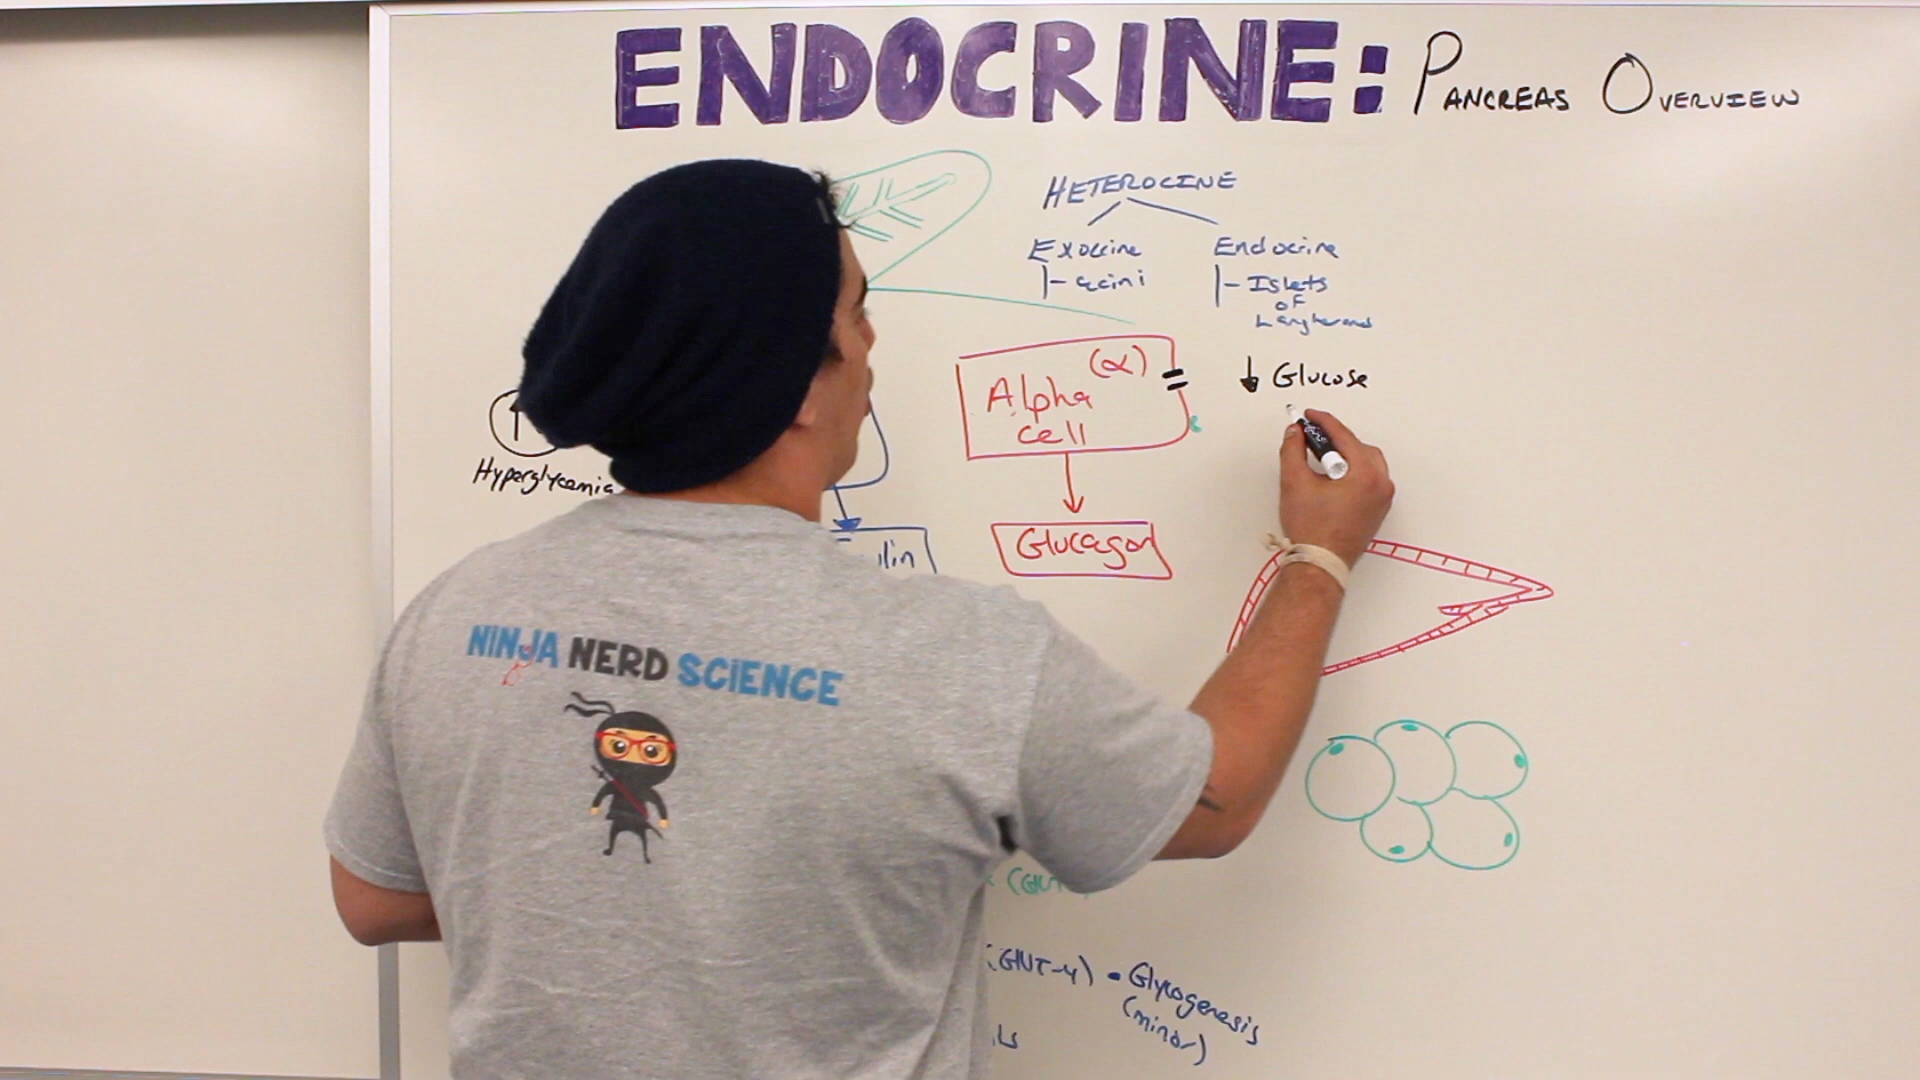 ENDOCRINE: PANCREAS OVERVIEW
HETEROCINE
Exocrine
acini
Endocrine
Islets
of
↓ Glucose
(α)
Alpha
cell
Glucagon
↑
Hyperglycemia
ulin
NINJA NERD SCIENCE
(GLUT-4) • Glycogenesis
(minor)